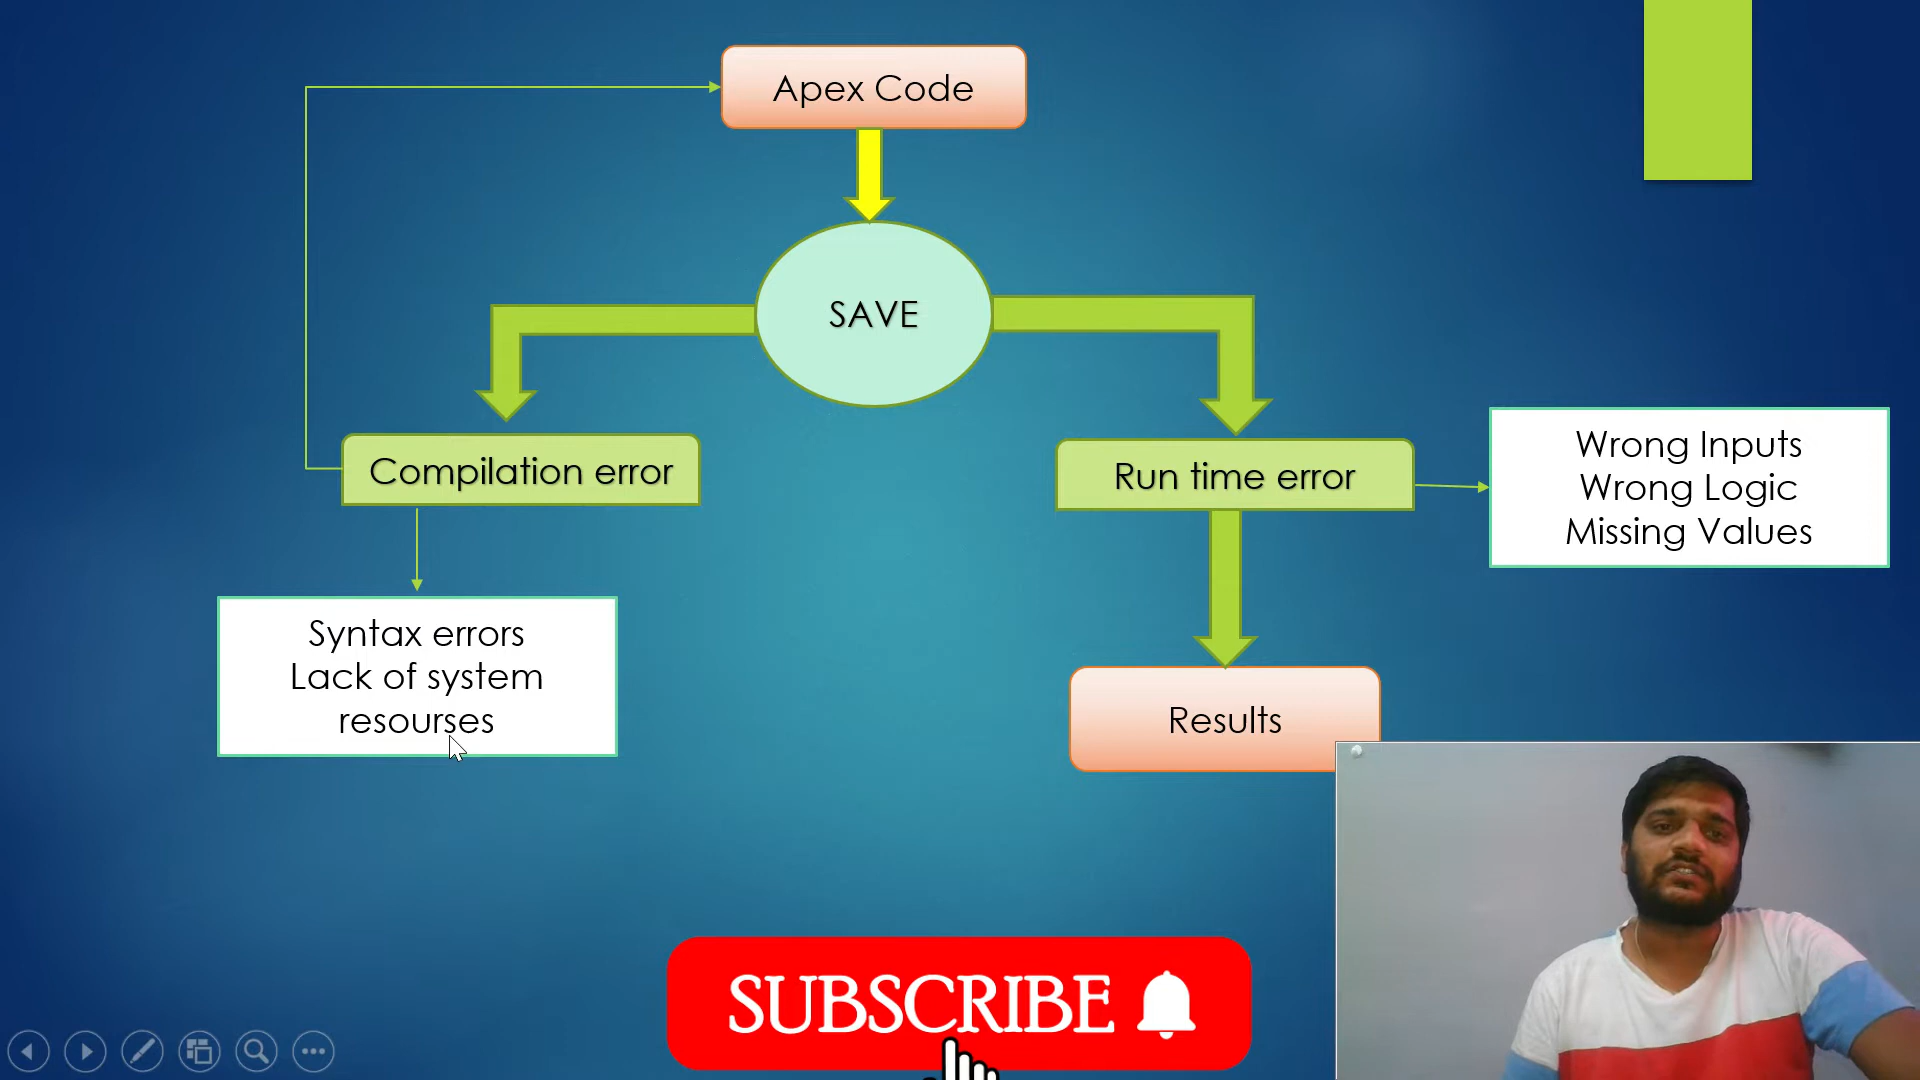 Apex Code
SAVE
Compilation error
Run time error
Wrong Inputs
Wrong Logic
Missing Values
Syntax errors
Lack of system
resourses
Results
SUBSCRIBE